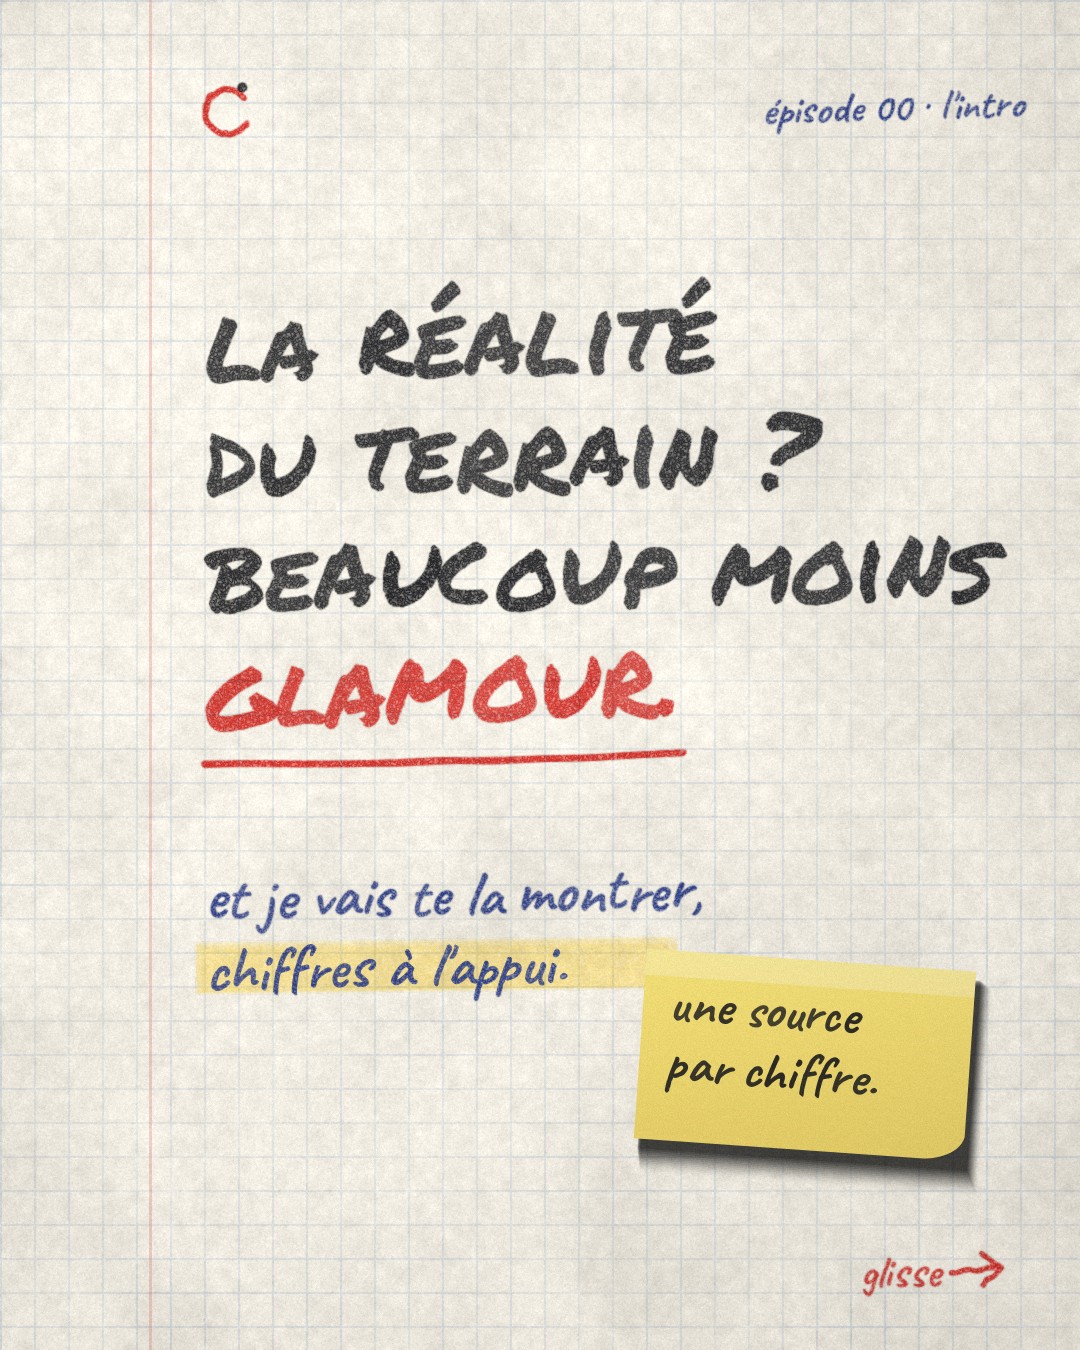 épisode 00 · l'intro
LA RÉALITÉ
DU TERRAIN ?
BEAUCOUP MOINS
GLAMOUR
et je vais te la montrer,
chiffres à l'appui.
une source
par chiffre.
glisse →